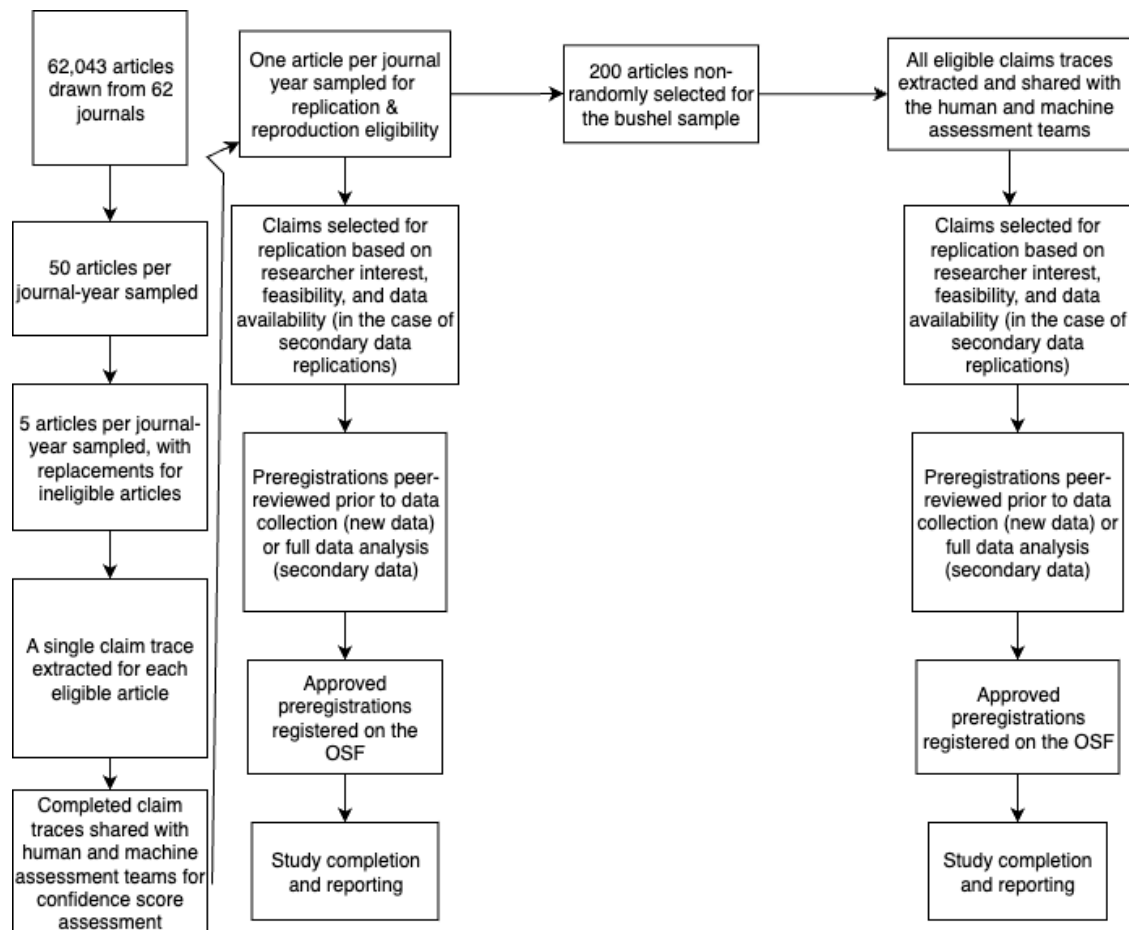 62,043 articles
drawn from 62
journals
50 articles per
journal-year sampled
5 articles per journal-
year sampled, with
replacements for
ineligible articles
A single claim trace
extracted for each
eligible article
Completed claim
traces shared with
human and machine
assessment teams for
confidence score
assessment
One article per journal
year sampled for
replication &
reproduction eligibility
Claims selected for
replication based on
researcher interest,
feasibility, and data
availability (in the case of
secondary data
replications)
Preregistrations peer-
reviewed prior to data
collection (new data)
or full data analysis
(secondary data)
Approved
preregistrations
registered on the
OSF
Study completion
and reporting
200 articles non-
randomly selected for
the bushel sample
All eligible claims traces
extracted and shared with
the human and machine
assessment teams
Claims selected for
replication based on
researcher interest,
feasibility, and data
availability (in the case of
secondary data
replications)
Preregistrations peer-
reviewed prior to data
collection (new data) or
full data analysis
(secondary data)
Approved
preregistrations
registered on the OSF
Study completion
and reporting